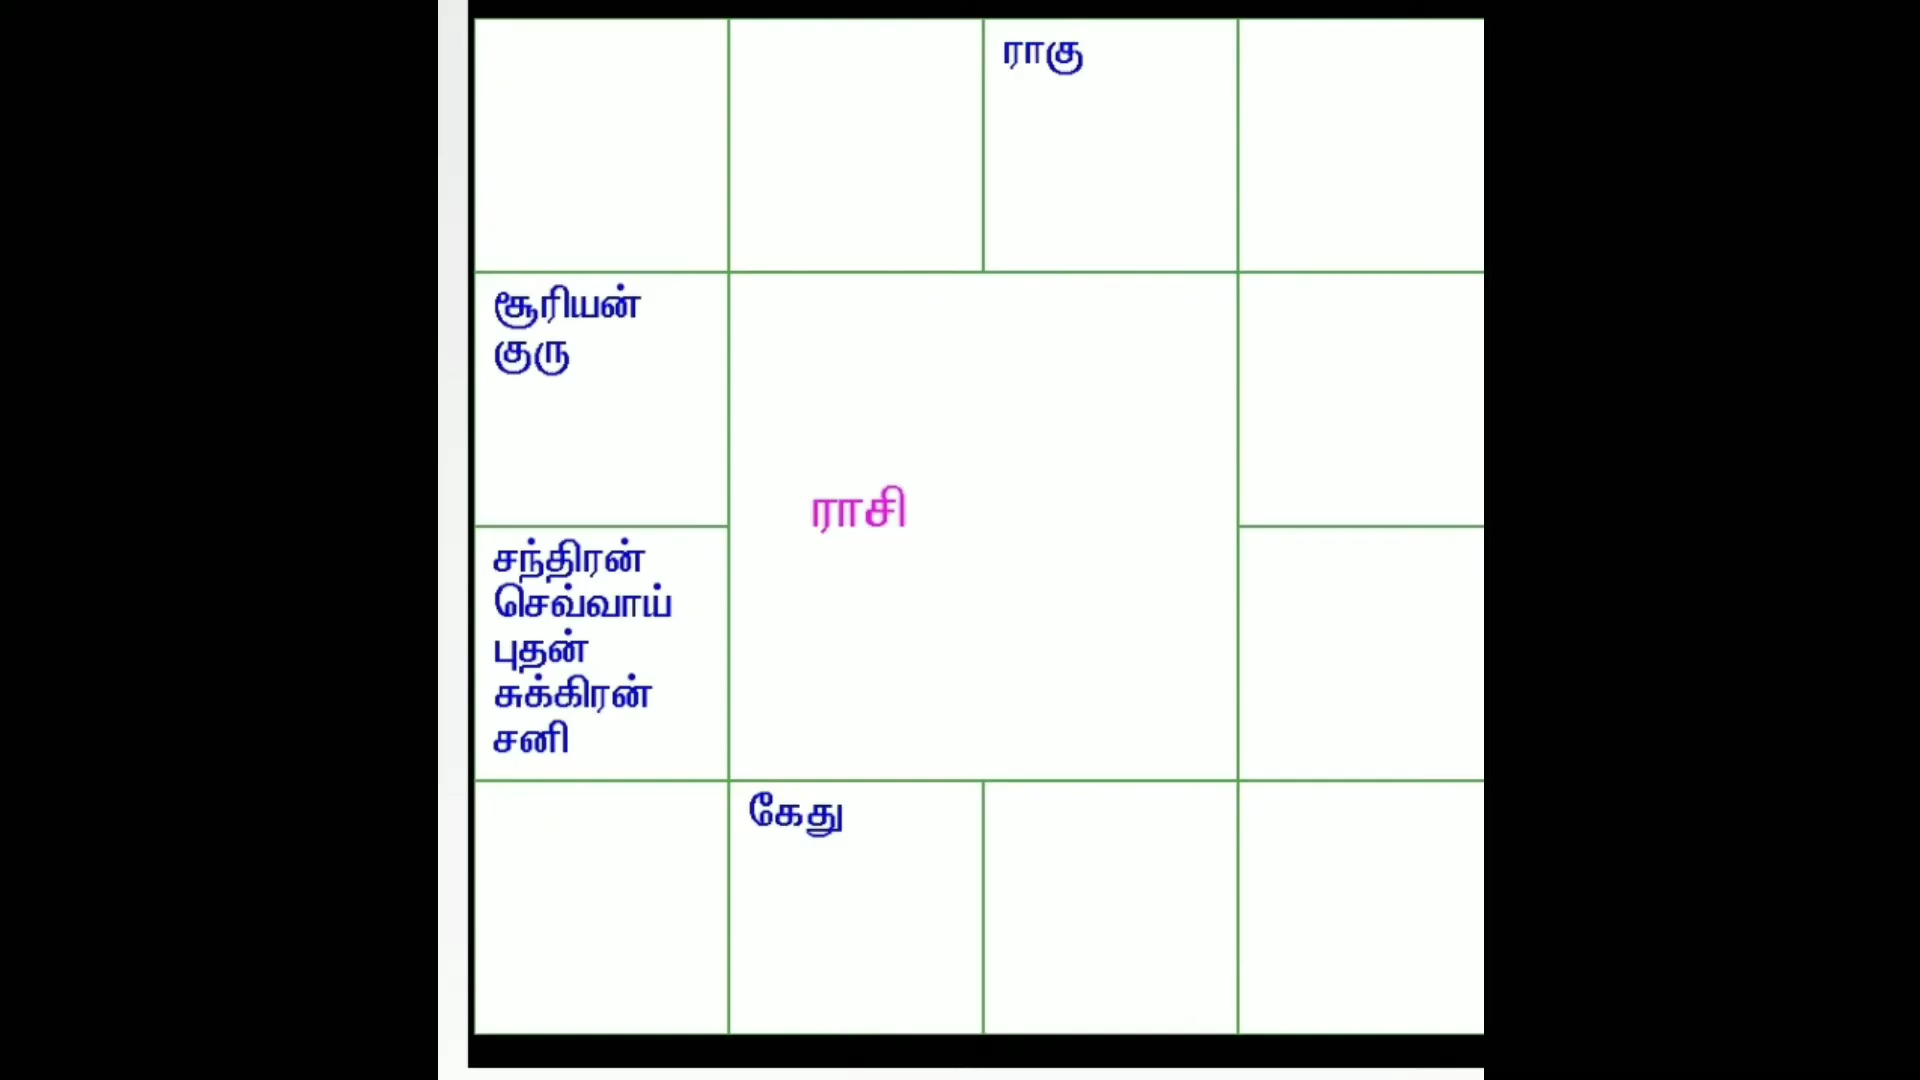 ராகு
சூரியன்
குரு
ராசி
சந்திரன்
செவ்வாய்
புதன்
சுக்கிரன்
சனி
கேது